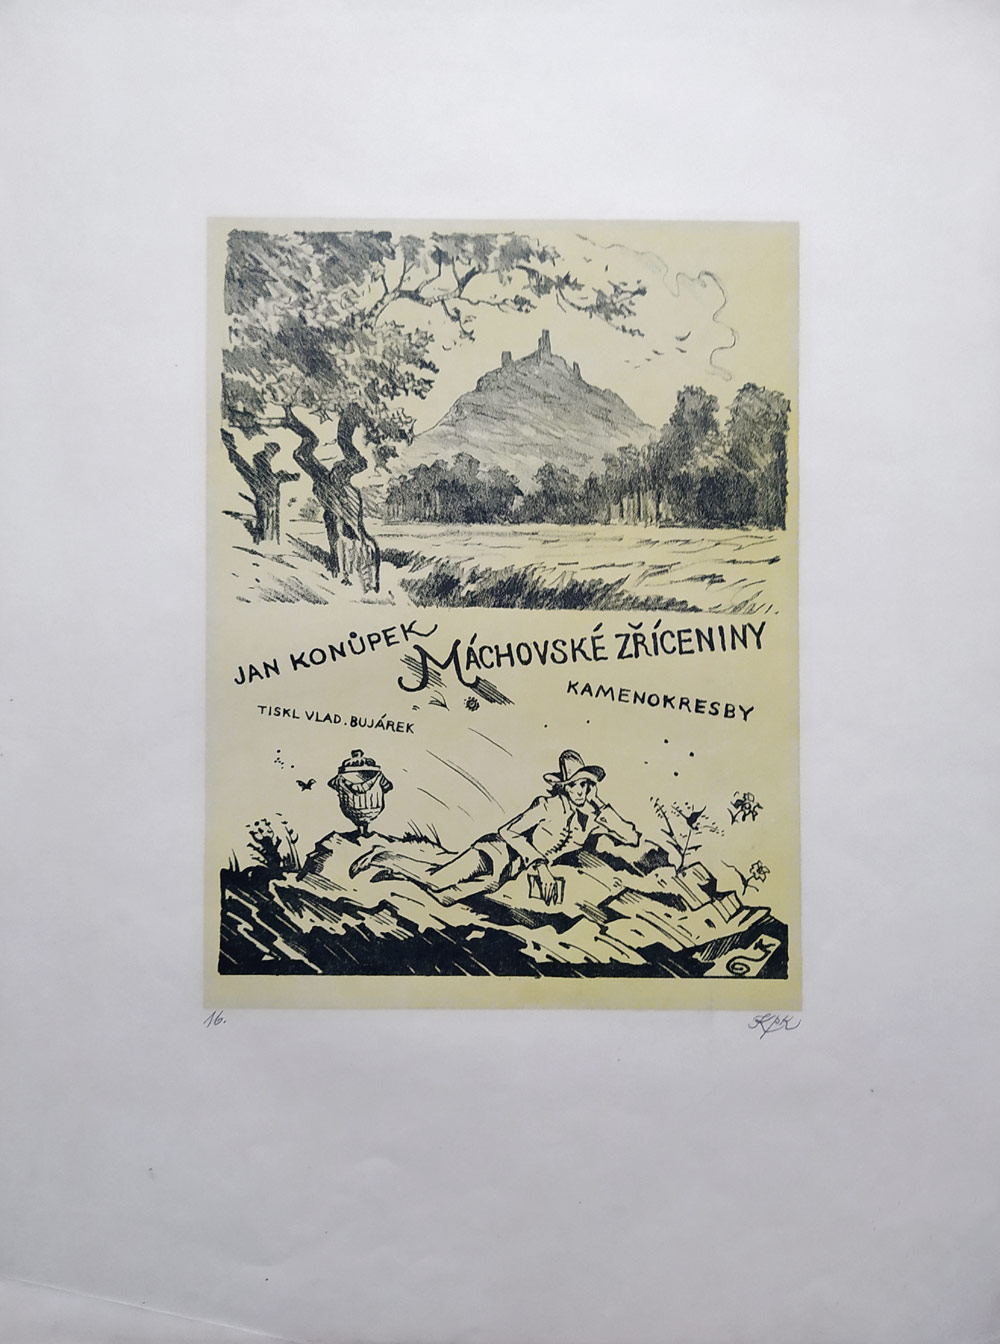 JAN KONŮPEK
MÁCHOVSKÉ ZŘÍCENINY
KAMENOKRESBY
TISKL VLAD. BUJÁREK
16.